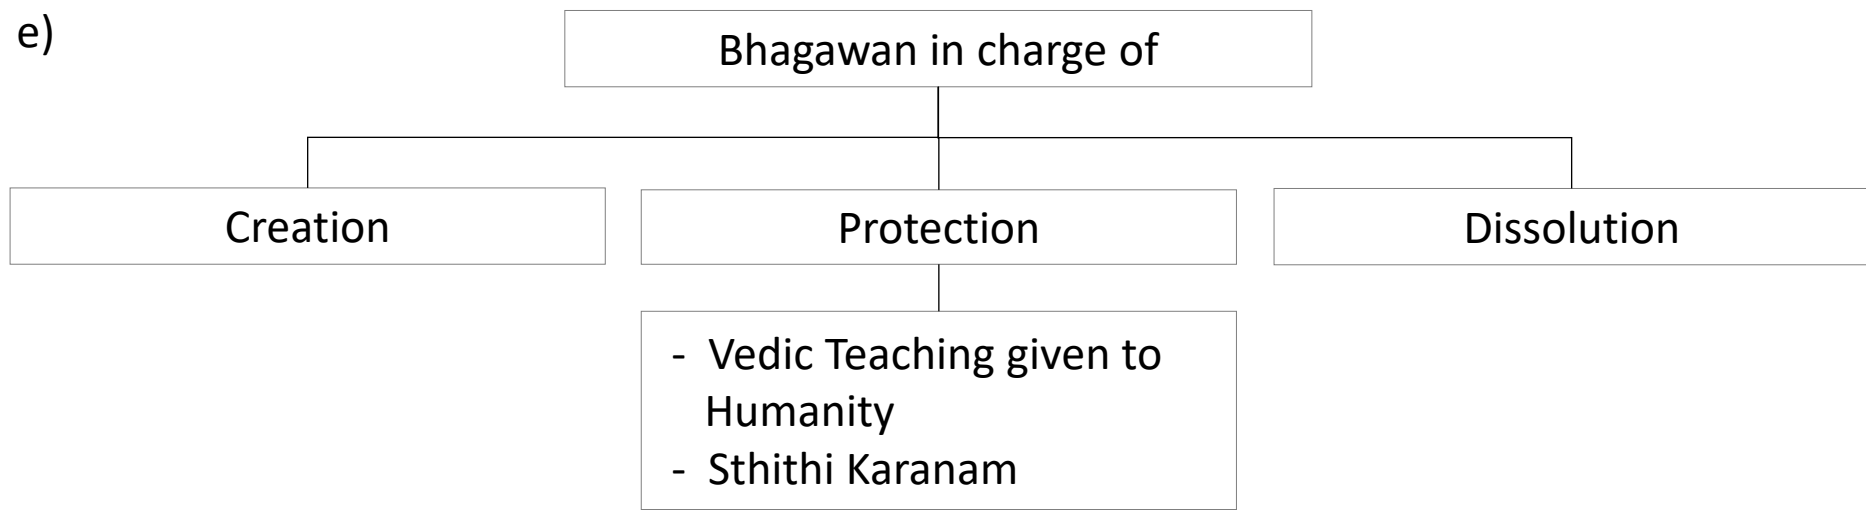 e)
Bhagawan in charge of
Creation
Protection
Dissolution
- Vedic Teaching given to
Humanity
- Sthithi Karanam